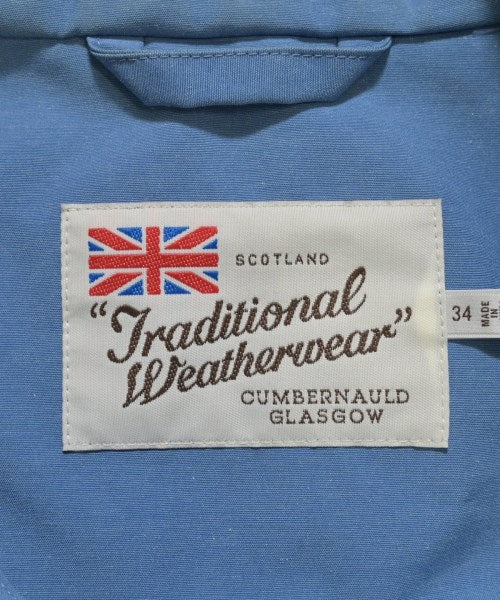 SCOTLAND
"Traditional
Weatherwear"
CUMBERNAULD
GLASGOW
34
MADE
IN